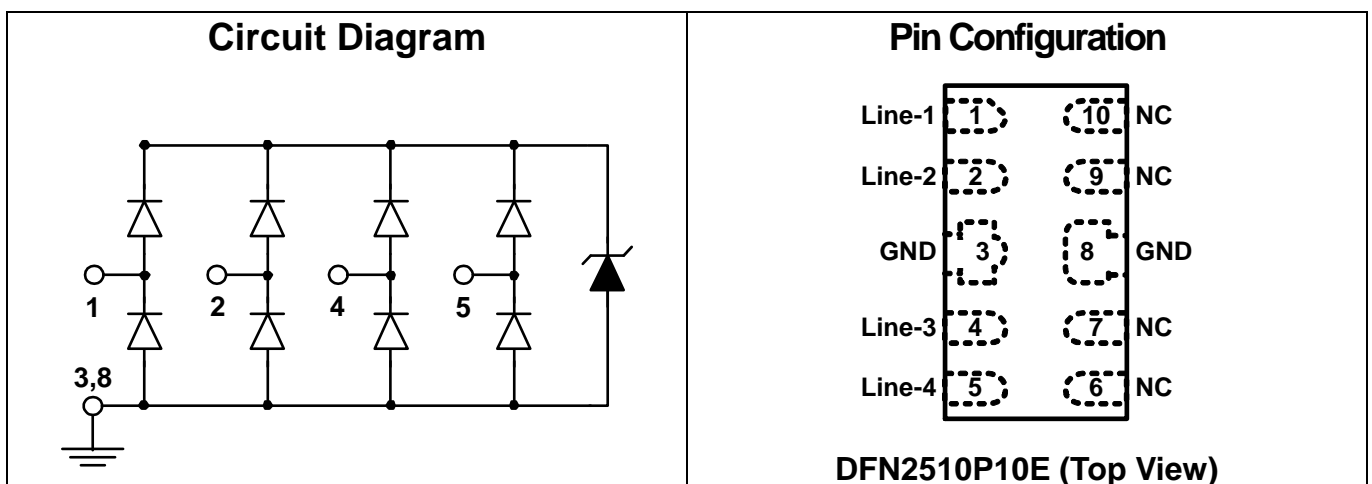 Circuit Diagram
1
2
4
5
3,8
Pin Configuration
Line-1 1 10 NC
Line-2 2 9 NC
GND 3 8 GND
Line-3 4 7 NC
Line-4 5 6 NC
DFN2510P10E (Top View)